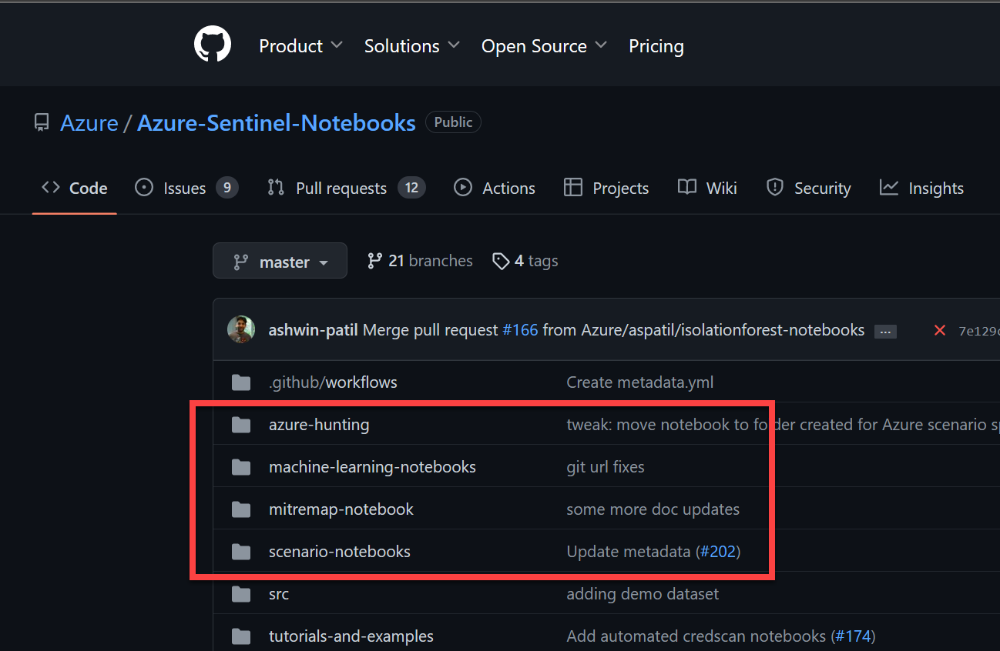 Product Solutions Open Source Pricing
Azure / Azure-Sentinel-Notebooks Public
Code Issues 9 Pull requests 12 Actions Projects Wiki Security Insights
master 21 branches 4 tags
ashwin-patil Merge pull request #166 from Azure/aspatil/isolationforest-notebooks ... 7e129c
.github/workflows Create metadata.yml
azure-hunting tweak: move notebook to folder created for Azure scenario sp
machine-learning-notebooks git url fixes
mitremap-notebook some more doc updates
scenario-notebooks Update metadata (#202)
src adding demo dataset
tutorials-and-examples Add automated credscan notebooks (#174)